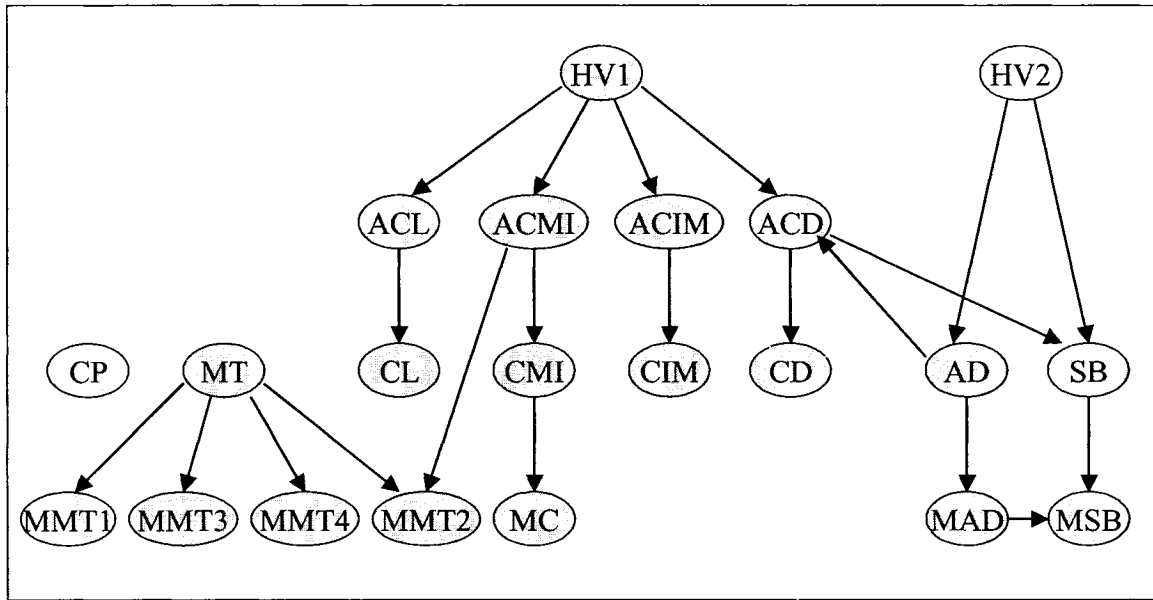 HV1 HV2
ACL ACMI ACIM ACD
CP MT CL CMI CIM CD AD SB
MMT1 MMT3 MMT4 MMT2 MC MAD MSB